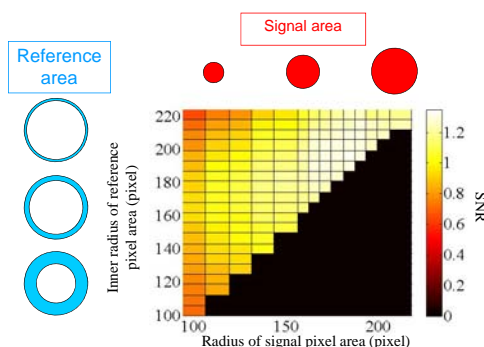 Signal area
Reference
area
Inner radius of reference
pixel area (pixel)
220
200
180
160
140
120
100
100
150
200
Radius of signal pixel area (pixel)
1.2
1
0.8
0.6
0.4
0.2
0
SNR